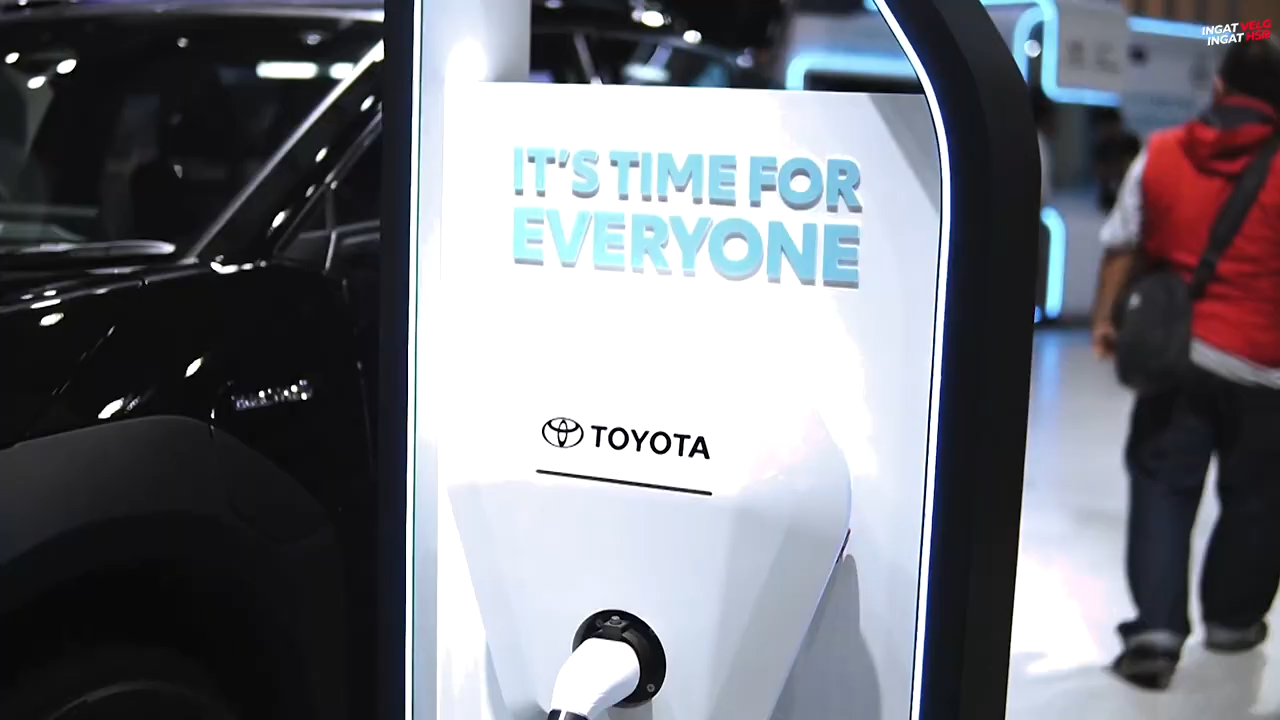 INGAT VELG
INGAT HSR
IT'S TIME FOR
EVERYONE
TOYOTA